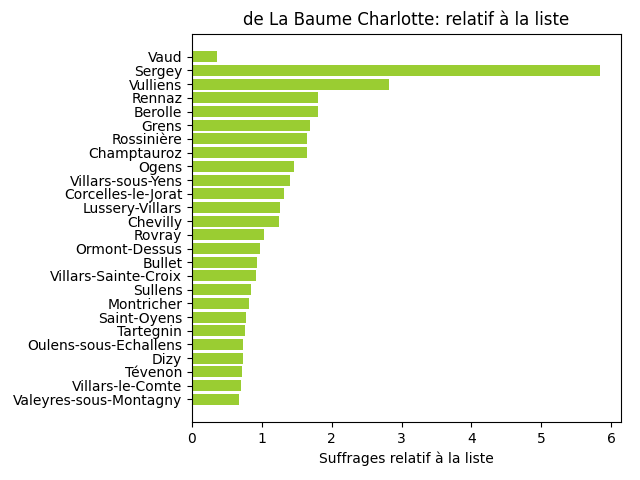 de La Baume Charlotte: relatif à la liste
Vaud
Sergey
Vulliens
Rennaz
Berolle
Grens
Rossinière
Champtauroz
Ogens
Villars-sous-Yens
Corcelles-le-Jorat
Lussery-Villars
Chevilly
Rovray
Ormont-Dessus
Bullet
Villars-Sainte-Croix
Sullens
Montricher
Saint-Oyens
Tartegnin
Oulens-sous-Echallens
Dizy
Tévenon
Villars-le-Comte
Valeyres-sous-Montagny
0 1 2 3 4 5 6
Suffrages relatif à la liste